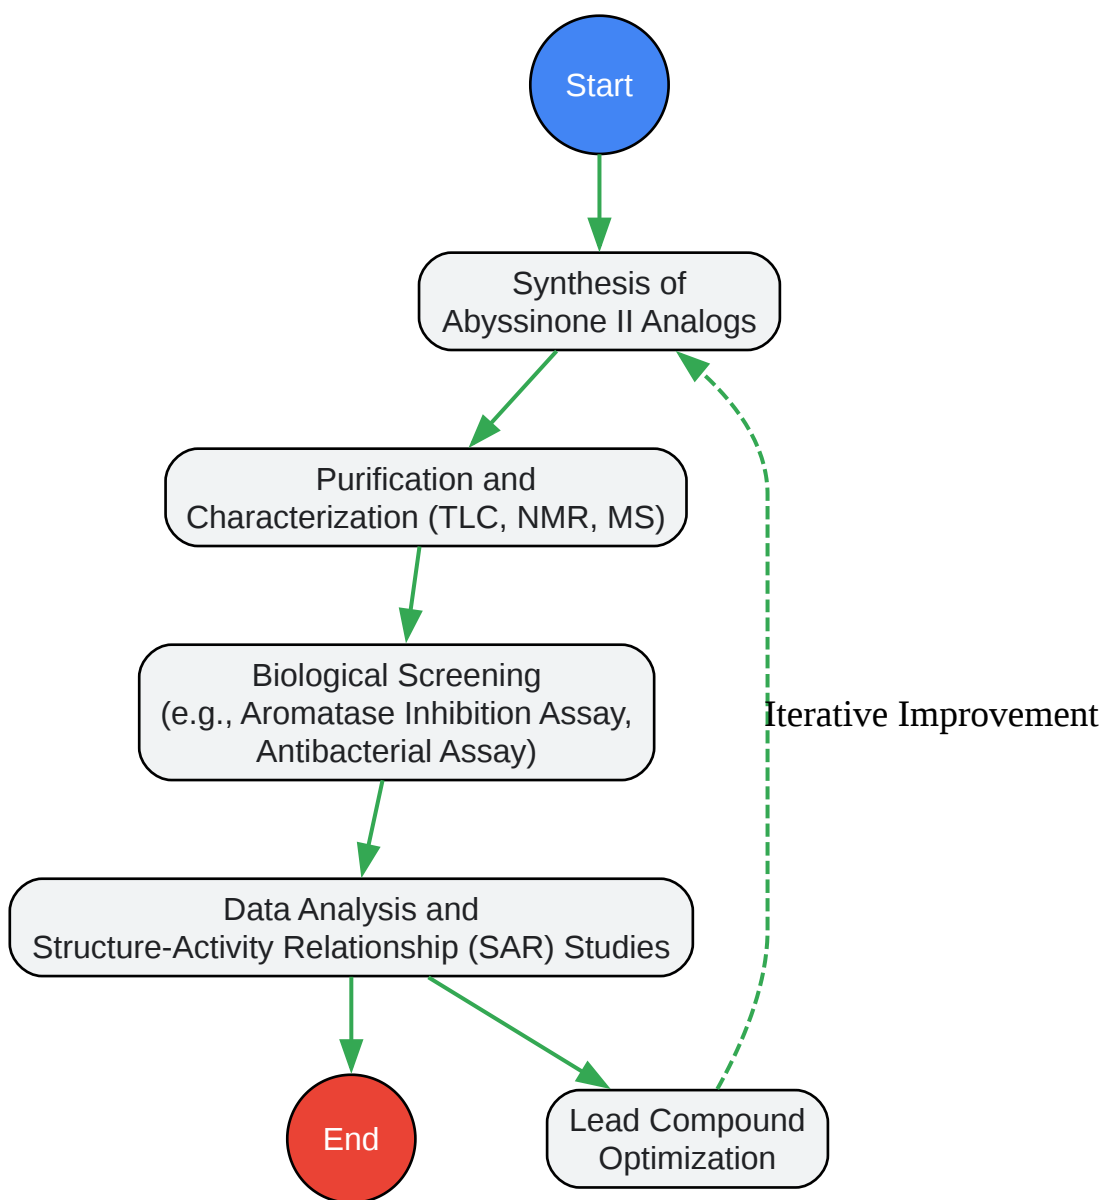 Start
Synthesis of
Abyssinone II Analogs
Purification and
Characterization (TLC, NMR, MS)
Biological Screening
(e.g., Aromatase Inhibition Assay,
Antibacterial Assay)
Iterative Improvement
Data Analysis and
Structure-Activity Relationship (SAR) Studies
End
Lead Compound
Optimization